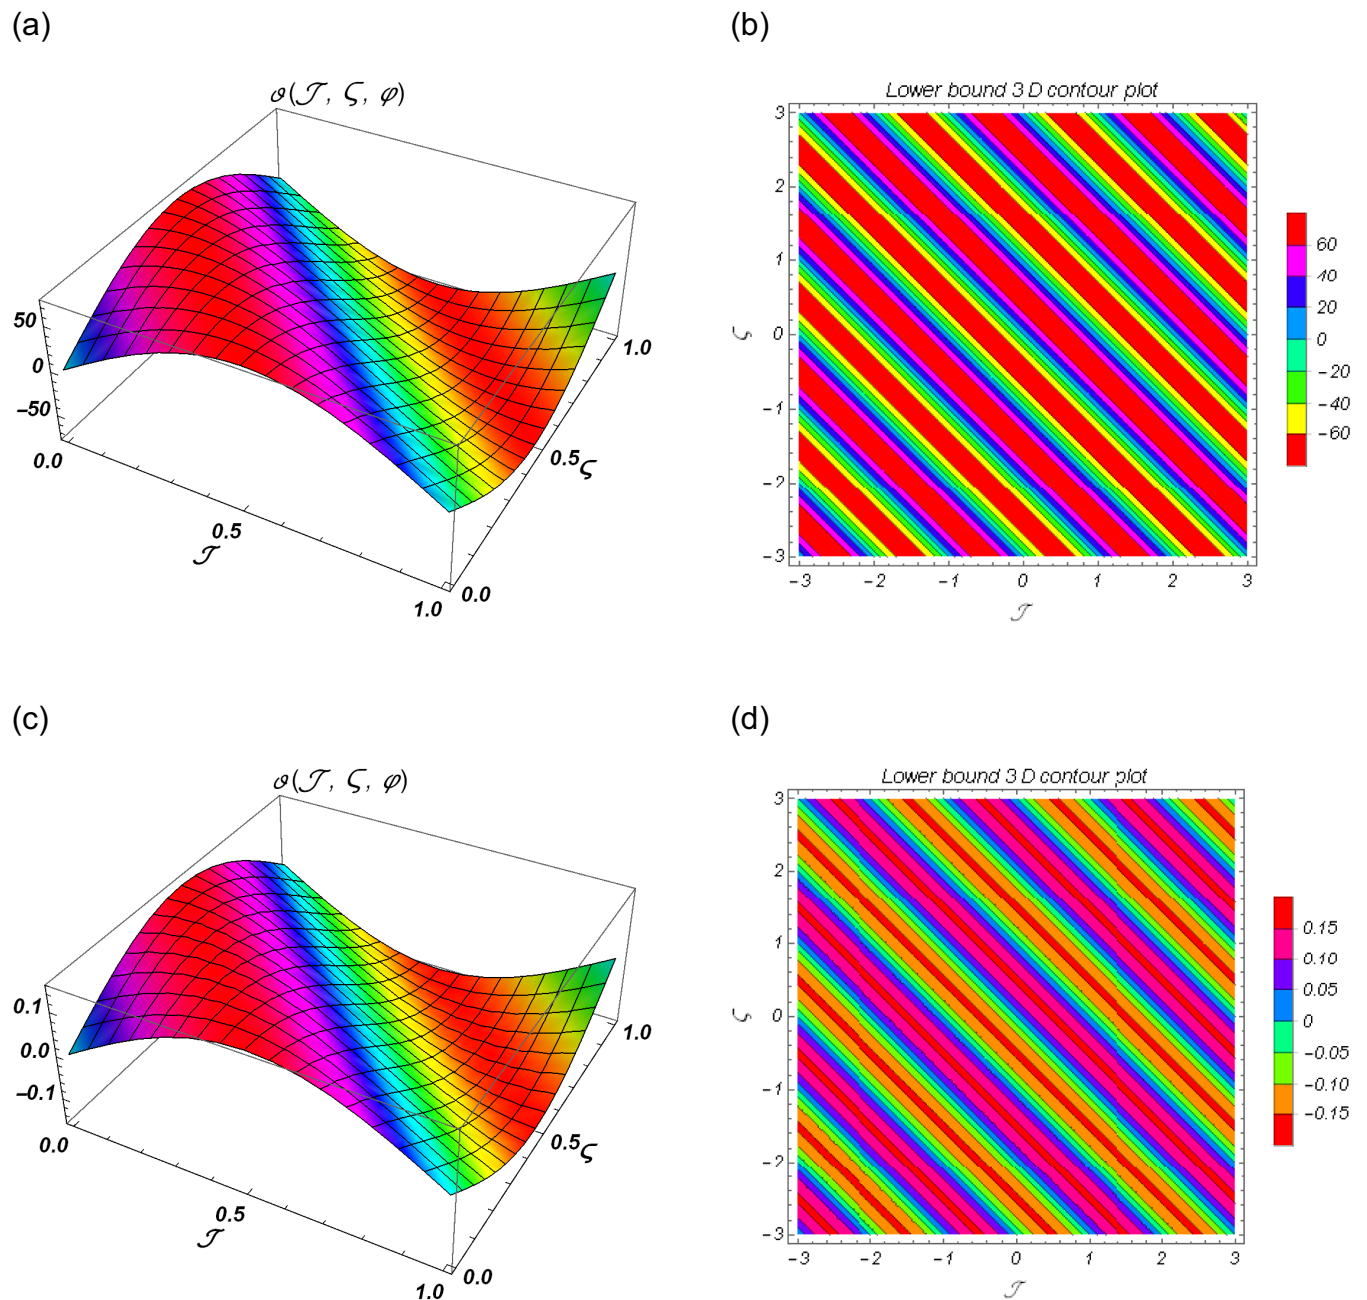 (a)
(b)
ϑ(𝒯, ς, φ)
50
0
−50
0.0
0.5
1.0
𝒯
0.0
0.5
1.0
ς
Lower bound 3 D contour plot
3
2
1
0
−1
−2
−3
ς
−3 −2 −1 0 1 2 3
𝒯
60
40
20
0
−20
−40
−60
(c)
(d)
ϑ(𝒯, ς, φ)
0.1
0.0
−0.1
0.0
0.5
1.0
𝒯
0.0
0.5
1.0
ς
Lower bound 3 D contour plot
3
2
1
0
−1
−2
−3
ς
−3 −2 −1 0 1 2 3
𝒯
0.15
0.10
0.05
0
−0.05
−0.10
−0.15